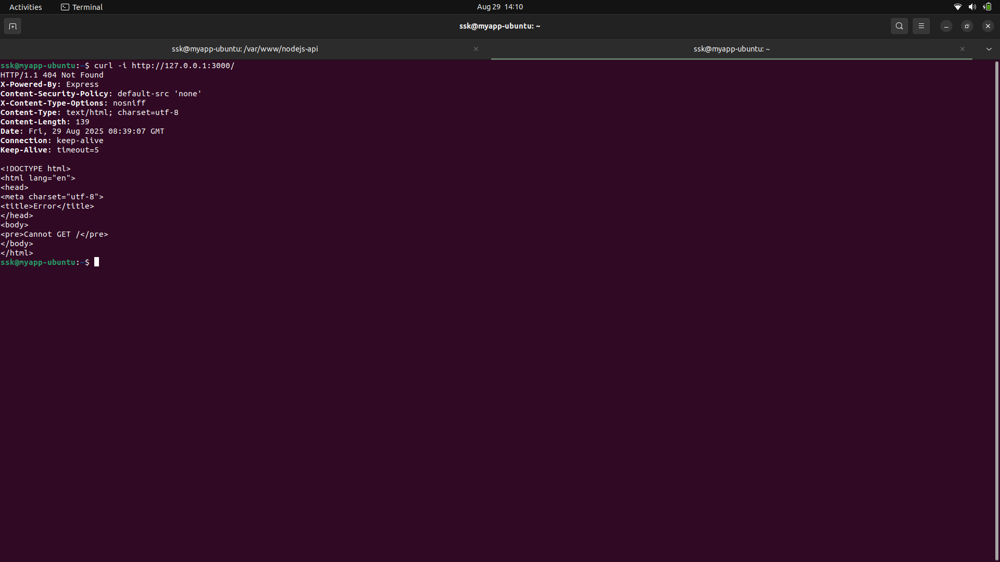 Activities Terminal Aug 29 14:10
ssk@myapp-ubuntu: ~
ssk@myapp-ubuntu: /var/www/nodejs-api ssk@myapp-ubuntu: ~
ssk@myapp-ubuntu:~$ curl -i http://127.0.0.1:3000/
HTTP/1.1 404 Not Found
X-Powered-By: Express
Content-Security-Policy: default-src 'none'
X-Content-Type-Options: nosniff
Content-Type: text/html; charset=utf-8
Content-Length: 139
Date: Fri, 29 Aug 2025 08:39:07 GMT
Connection: keep-alive
Keep-Alive: timeout=5
<!DOCTYPE html>
<html lang="en">
<head>
<meta charset="utf-8">
<title>Error</title>
</head>
<body>
<pre>Cannot GET /</pre>
</body>
</html>
ssk@myapp-ubuntu:~$